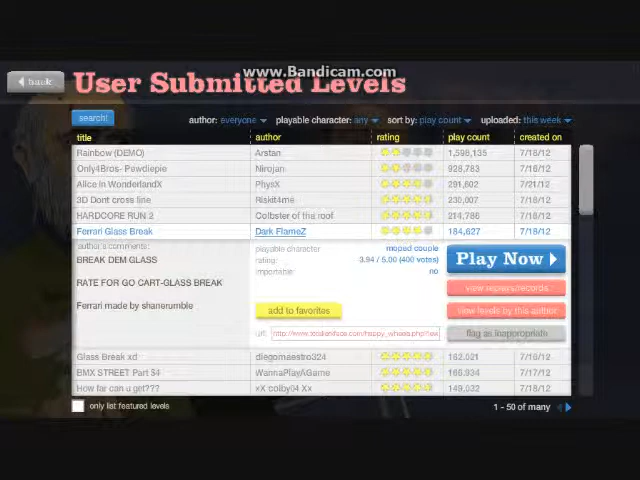 www.Bandicam.com
back
User Submitted Levels
search!
author: everyone playable character: any sort by: play count uploaded: this week
title author rating play count created on
Rainbow (DEMO) Arstan 1,598,135 7/18/12
Only4Bros- Pewdiepie Nirojan 928,783 7/16/12
Alice in WonderlandX PhysX 291,602 7/21/12
3D Dont cross line Riskit4me 230,007 7/18/12
HARDCORE RUN 2 Colbster of the roof 214,786 7/18/12
Ferrari Glass Break Dark FlameZ 184,627 7/18/12
author's comments:
BREAK DEM GLASS
RATE FOR GO CART-GLASS BREAK
Ferrari made by shanerumble
playable character moped couple
rating: 3.94 / 5.00 (400 votes)
importable: no
add to favorites
url:
Play Now
view replays/records
view levels by this author
flag as inappropriate
Glass Break xd diegomaestro324 7/16/12
BMX STREET Part 34 WannaPlayAGame 7/17/12
How far can u get??? xX colby04 Xx 149,032 7/18/12
only list featured levels
1 - 50 of many